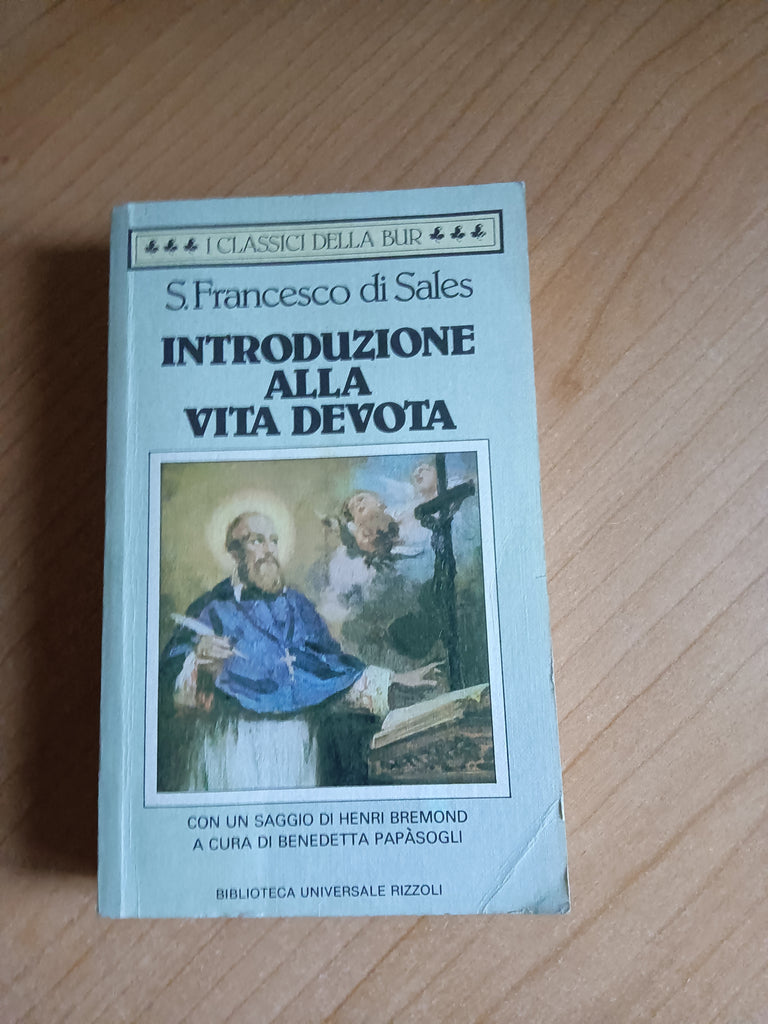 I CLASSICI DELLA BUR
S. Francesco di Sales
INTRODUZIONE
ALLA
VITA DEVOTA
CON UN SAGGIO DI HENRI BREMOND
A CURA DI BENEDETTA PAPÀSOGLI
BIBLIOTECA UNIVERSALE RIZZOLI